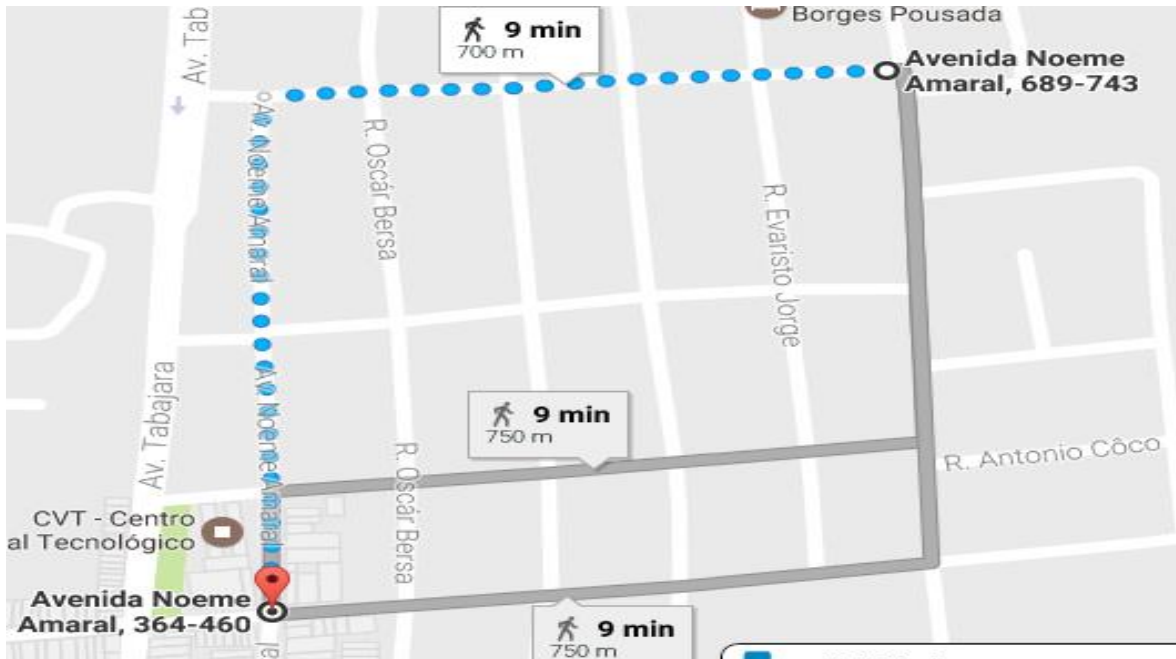 Borges Pousada
9 min
700 m
Avenida Noeme
Amaral, 689-743
Av. Tab
Av. Noeme Amaral
R. Oscár Bersa
R. Evaristo Jorge
Av. Tabajara
9 min
750 m
Av. Noeme Amaral
R. Oscár Bersa
R. Antonio Côco
CVT - Centro
al Tecnológico
Avenida Noeme
Amaral, 364-460
9 min
750 m